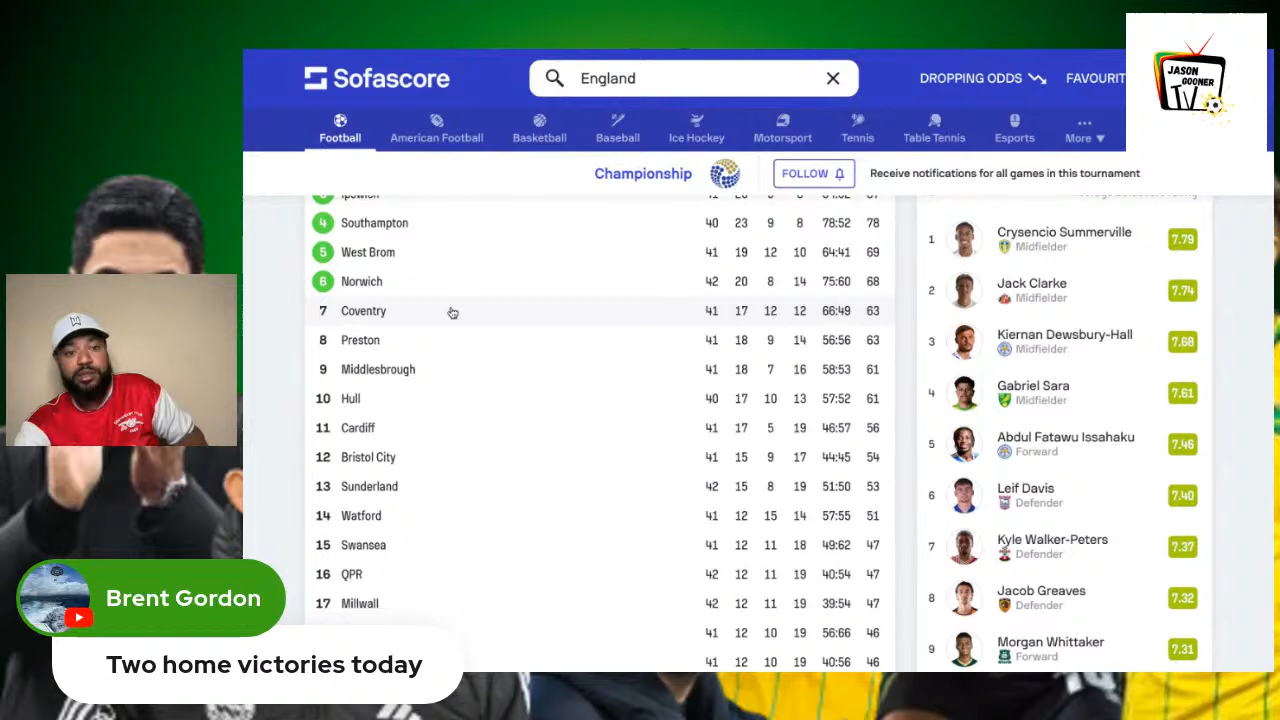 JASON
GOONER
TV
Sofascore
England
DROPPING ODDS
FAVOURIT
Football
American Football
Basketball
Baseball
Ice Hockey
Motorsport
Tennis
Table Tennis
Esports
More ▼
Championship
FOLLOW
Receive notifications for all games in this tournament
4 Southampton 40 23 9 8 78:52 78
5 West Brom 41 19 12 10 64:41 69
6 Norwich 42 20 8 14 75:60 68
7 Coventry 41 17 12 12 66:49 63
8 Preston 41 18 9 14 56:56 63
9 Middlesbrough 41 18 7 16 58:53 61
10 Hull 40 17 10 13 57:52 61
11 Cardiff 41 17 5 19 46:57 56
12 Bristol City 41 15 9 17 44:45 54
13 Sunderland 42 15 8 19 51:50 53
14 Watford 41 12 15 14 57:55 51
15 Swansea 41 12 11 18 49:62 47
16 QPR 42 12 11 19 40:54 47
17 Millwall 42 12 11 19 39:54 47
41 12 10 19 56:66 46
41 12 10 19 40:56 46
1 Crysencio Summerville 7.79
Midfielder
2 Jack Clarke 7.74
Midfielder
3 Kiernan Dewsbury-Hall 7.68
Midfielder
4 Gabriel Sara 7.61
Midfielder
5 Abdul Fatawu Issahaku 7.46
Forward
6 Leif Davis 7.40
Defender
7 Kyle Walker-Peters 7.37
Defender
8 Jacob Greaves 7.32
Defender
9 Morgan Whittaker 7.31
Forward
Brent Gordon
Two home victories today